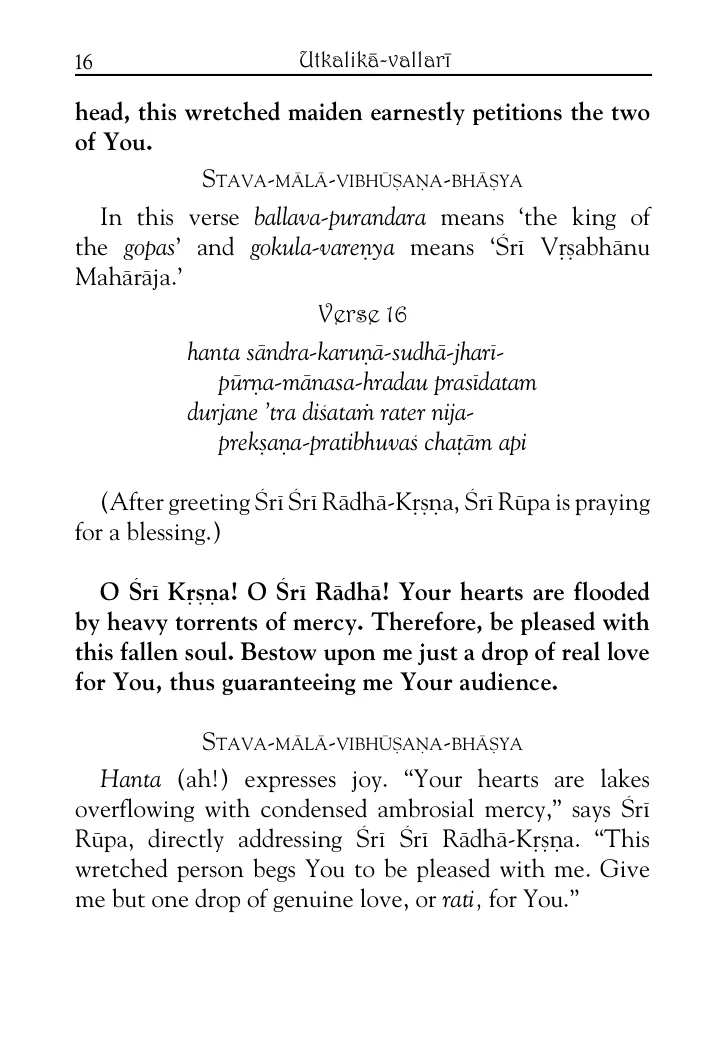 16
Utkalikā-vallarī
head, this wretched maiden earnestly petitions the two
of You.
Stava-mālā-vibhūṣaṇa-bhāṣya
In this verse ballava-purandara means ‘the king of
the gopas’ and gokula-vareṇya means ‘Śrī Vṛṣabhānu
Mahārāja.’
Verse 16
hanta sāndra-karuṇā-sudhā-jharī-
pūrṇa-mānasa-hradau prasīdatam
durjane ’tra diśataṁ rater nija-
prekṣaṇa-pratibhuvaś chaṭām api
(After greeting Śrī Śrī Rādhā-Kṛṣṇa, Śrī Rūpa is praying
for a blessing.)
O Śrī Kṛṣṇa! O Śrī Rādhā! Your hearts are flooded
by heavy torrents of mercy. Therefore, be pleased with
this fallen soul. Bestow upon me just a drop of real love
for You, thus guaranteeing me Your audience.
Stava-mālā-vibhūṣaṇa-bhāṣya
Hanta (ah!) expresses joy. “Your hearts are lakes
overflowing with condensed ambrosial mercy,” says Śrī
Rūpa, directly addressing Śrī Śrī Rādhā-Kṛṣṇa. “This
wretched person begs You to be pleased with me. Give
me but one drop of genuine love, or rati, for You.”